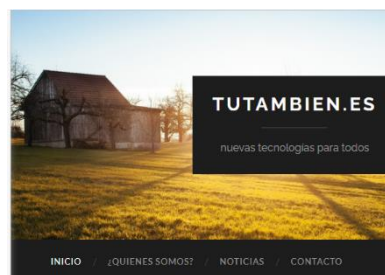 TUTAMBIEN.ES
nuevas tecnologías para todos
INICIO / ¿QUIENES SOMOS? / NOTICIAS / CONTACTO